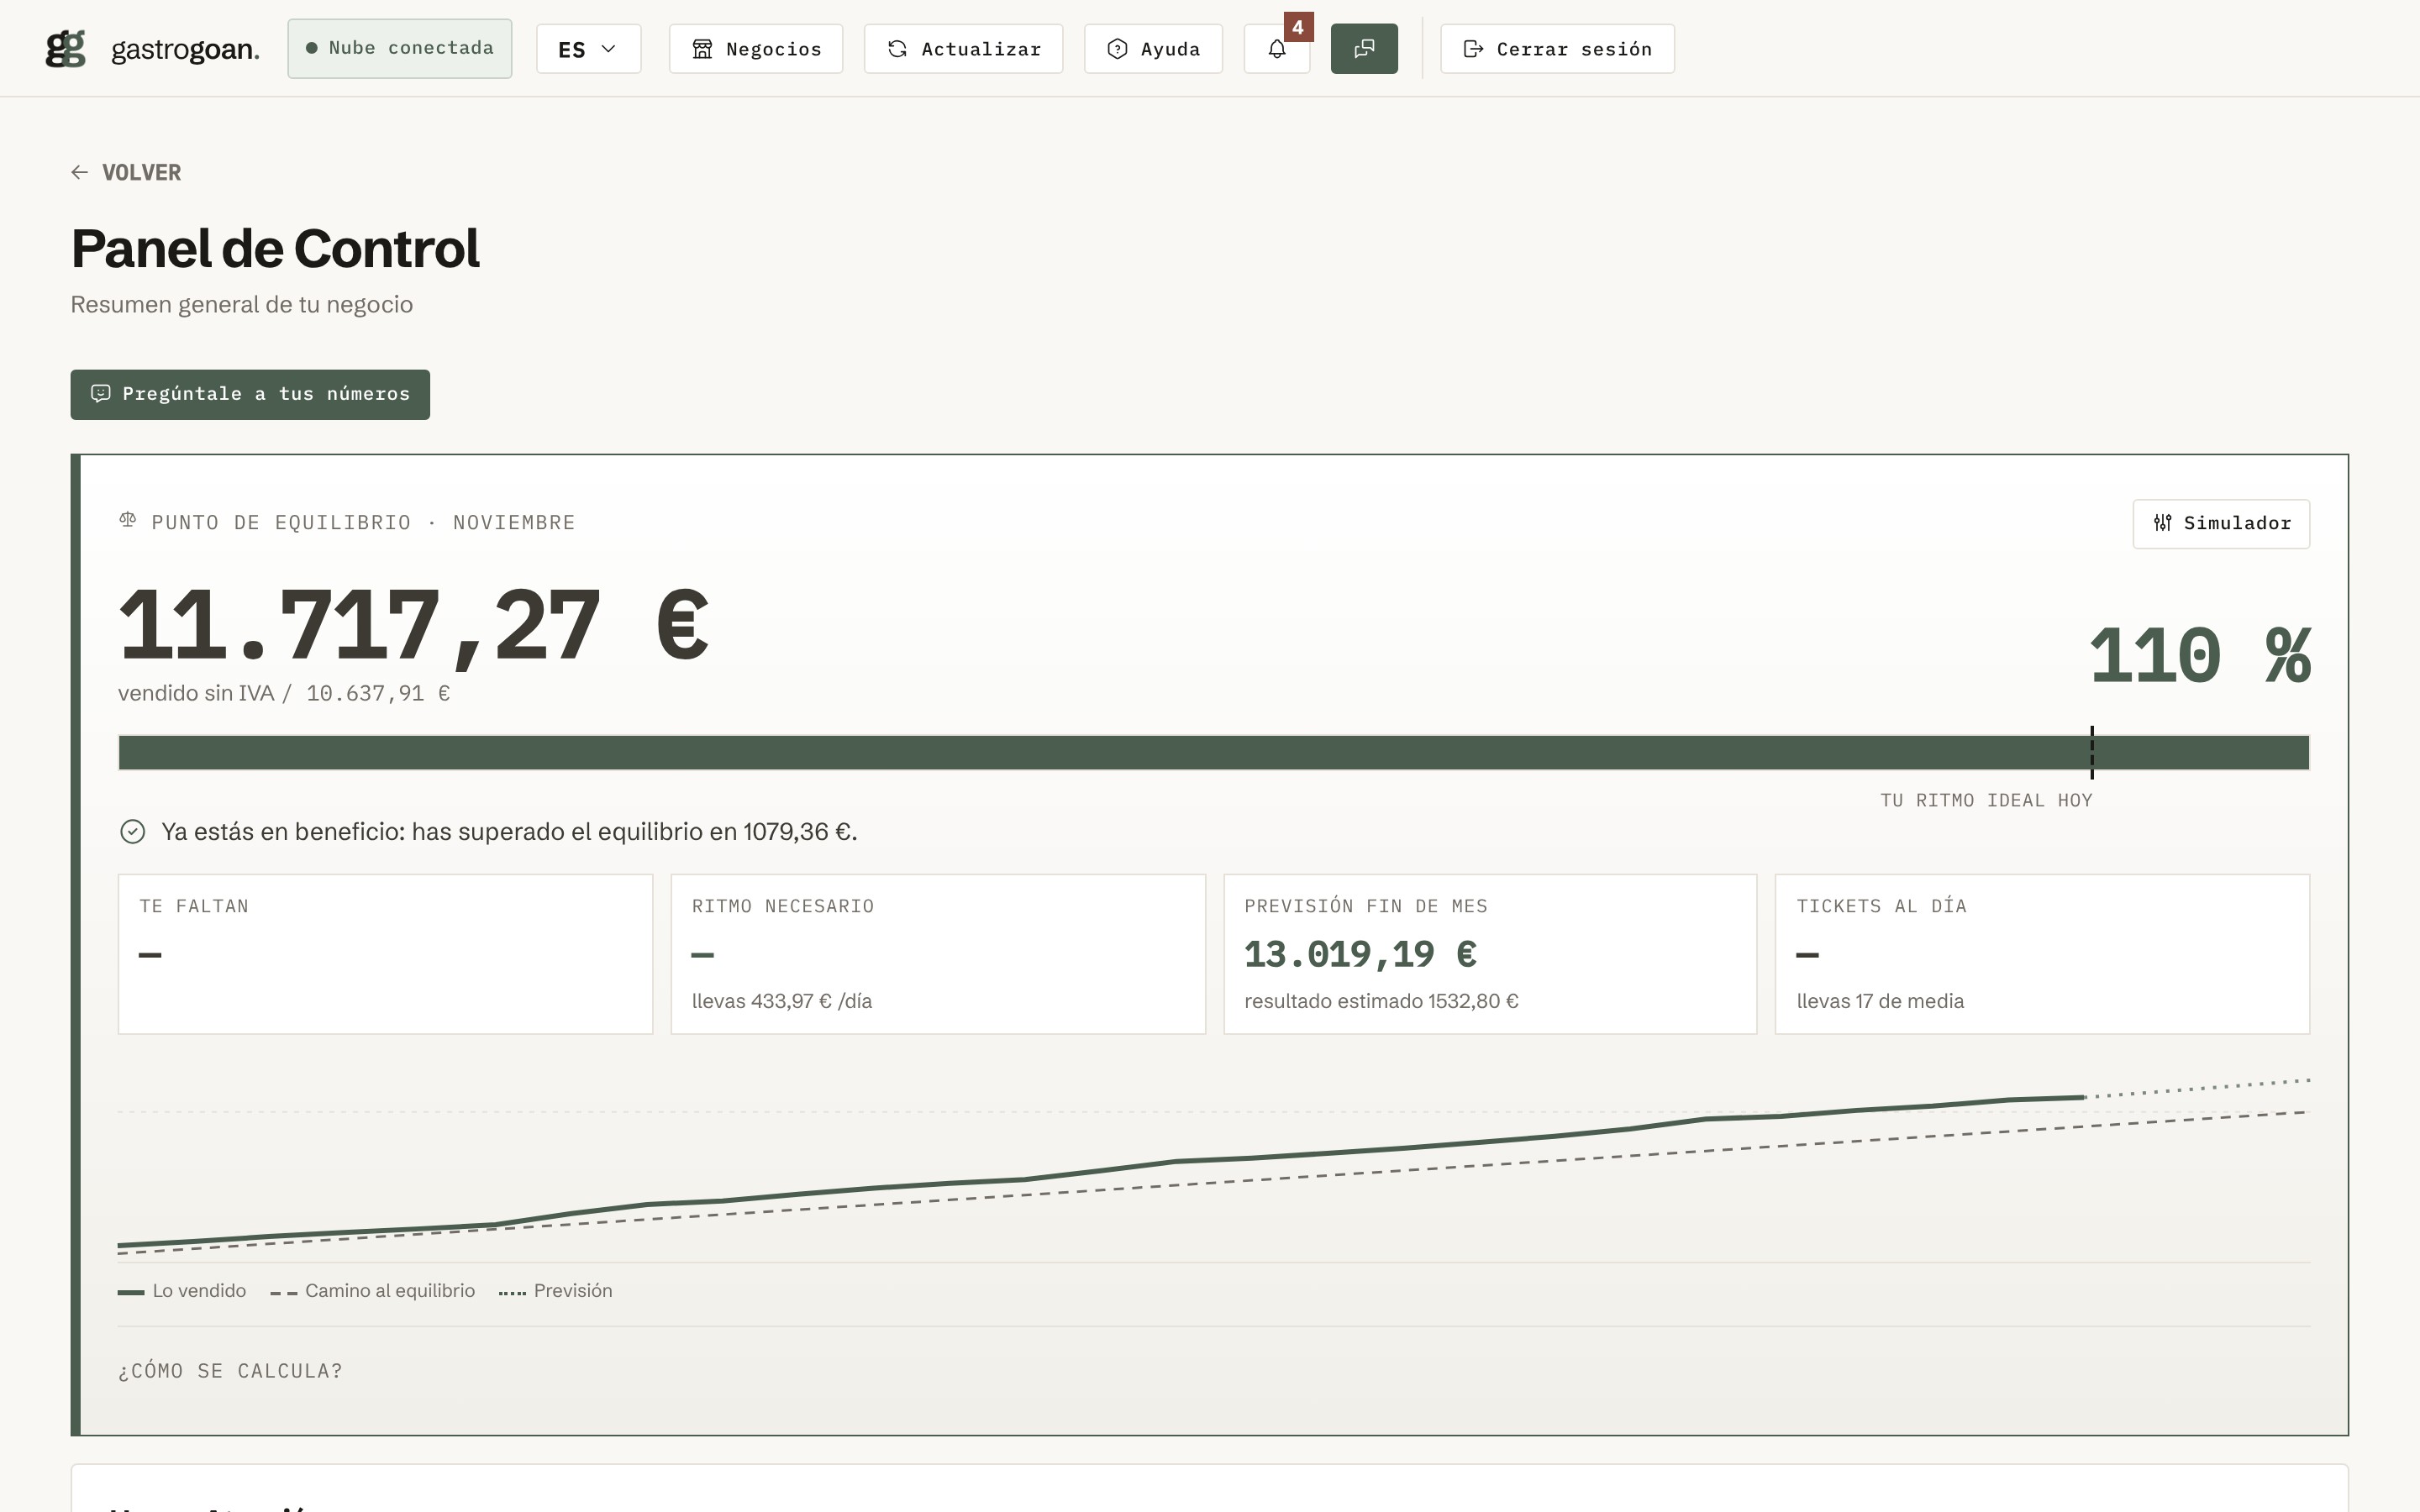 gg gastrogoan.
Nube conectada
ES
Negocios
Actualizar
Ayuda
4
Cerrar sesión
← VOLVER
Panel de Control
Resumen general de tu negocio
Pregúntale a tus números
PUNTO DE EQUILIBRIO · NOVIEMBRE
Simulador
11.717,27 €
110 %
vendido sin IVA / 10.637,91 €
TU RITMO IDEAL HOY
Ya estás en beneficio: has superado el equilibrio en 1079,36 €.
TE FALTAN
—
RITMO NECESARIO
—
llevas 433,97 € /día
PREVISIÓN FIN DE MES
13.019,19 €
resultado estimado 1532,80 €
TICKETS AL DÍA
—
llevas 17 de media
Lo vendido
Camino al equilibrio
Previsión
¿CÓMO SE CALCULA?